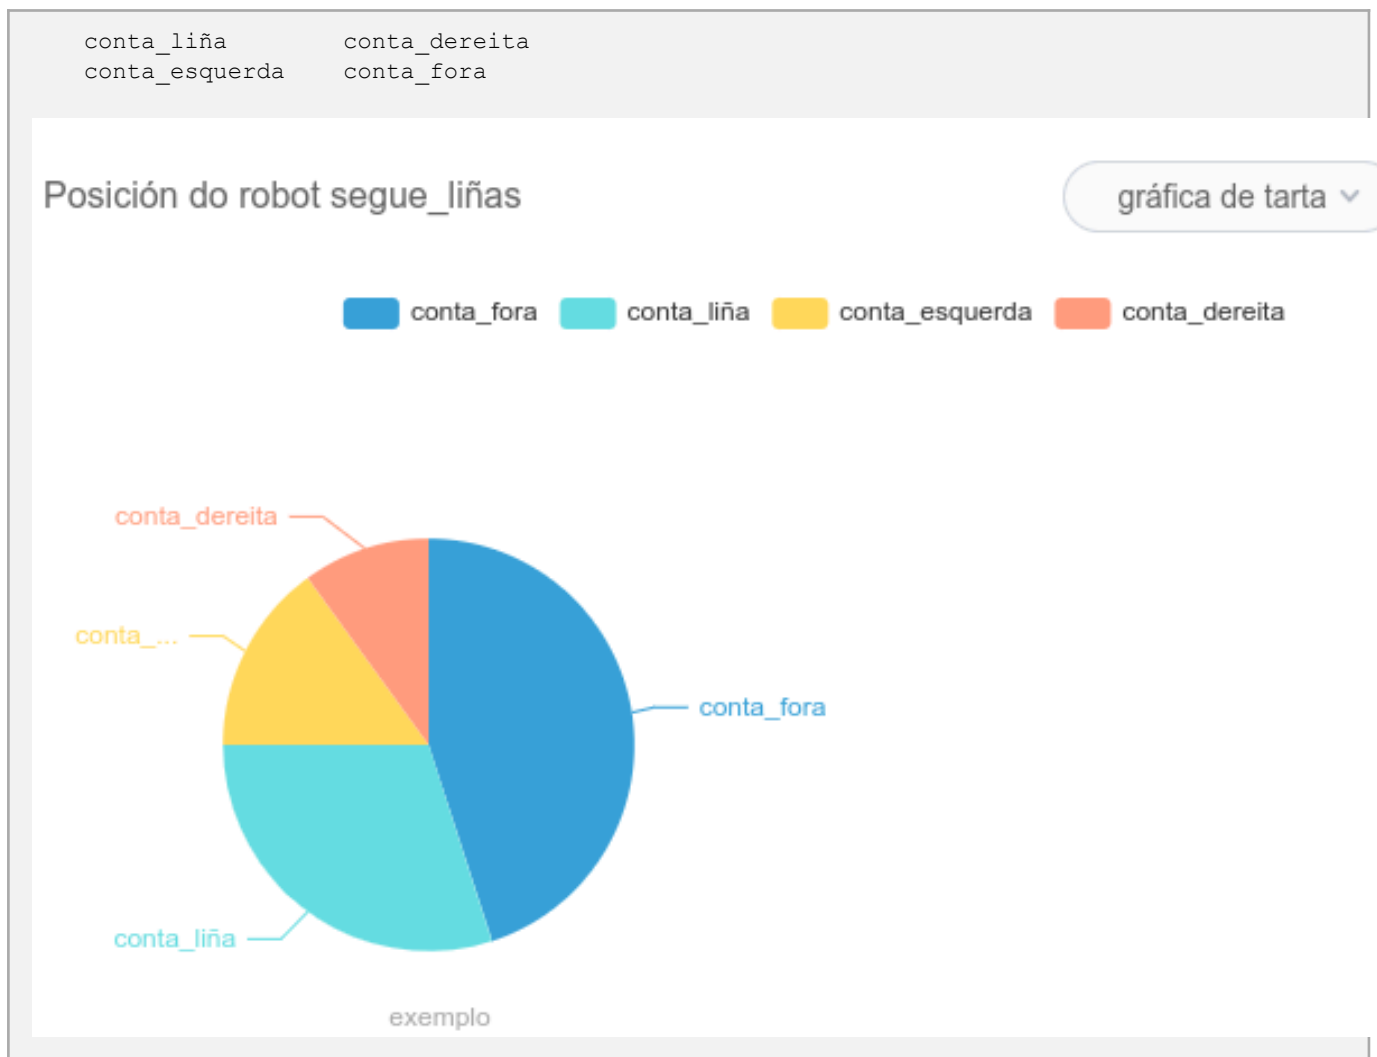 conta_liña conta_dereita
conta_esquerda conta_fora
Posición do robot segue_liñas
gráfica de tarta
conta_fora conta_liña conta_esquerda conta_dereita
conta_dereita
conta_...
conta_fora
conta_liña
exemplo